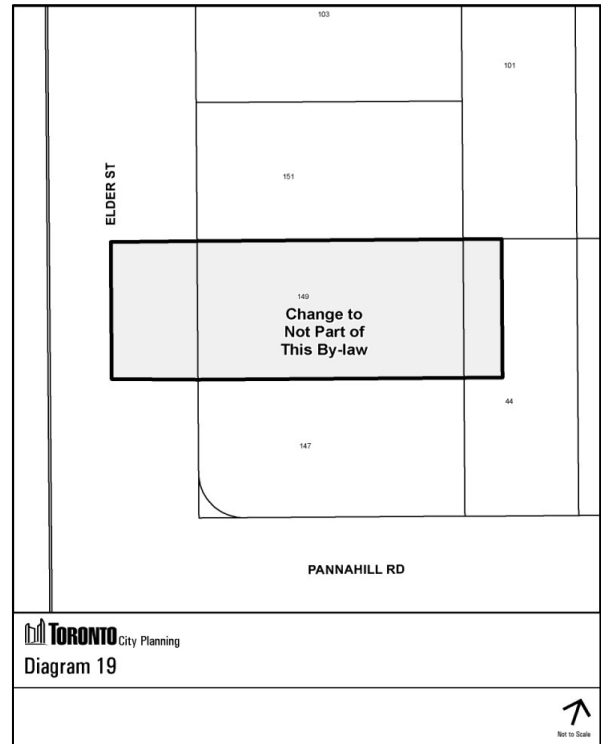 103
101
ELDER ST
151
149
Change to
Not Part of
This By-law
44
147
PANNAHILL RD
TORONTO City Planning
Diagram 19
Not to Scale